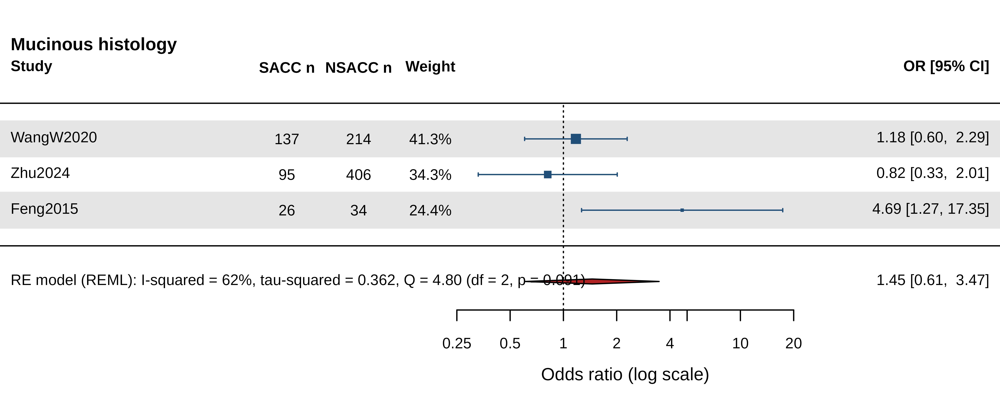 Mucinous histology
Study SACC n NSACC n Weight OR [95% CI]
WangW2020 137 214 41.3% 1.18 [0.60, 2.29]
Zhu2024 95 406 34.3% 0.82 [0.33, 2.01]
Feng2015 26 34 24.4% 4.69 [1.27, 17.35]
RE model (REML): I-squared = 62%, tau-squared = 0.362, Q = 4.80 (df = 2, p = 0.091) 1.45 [0.61, 3.47]
0.25 0.5 1 2 4 10 20
Odds ratio (log scale)